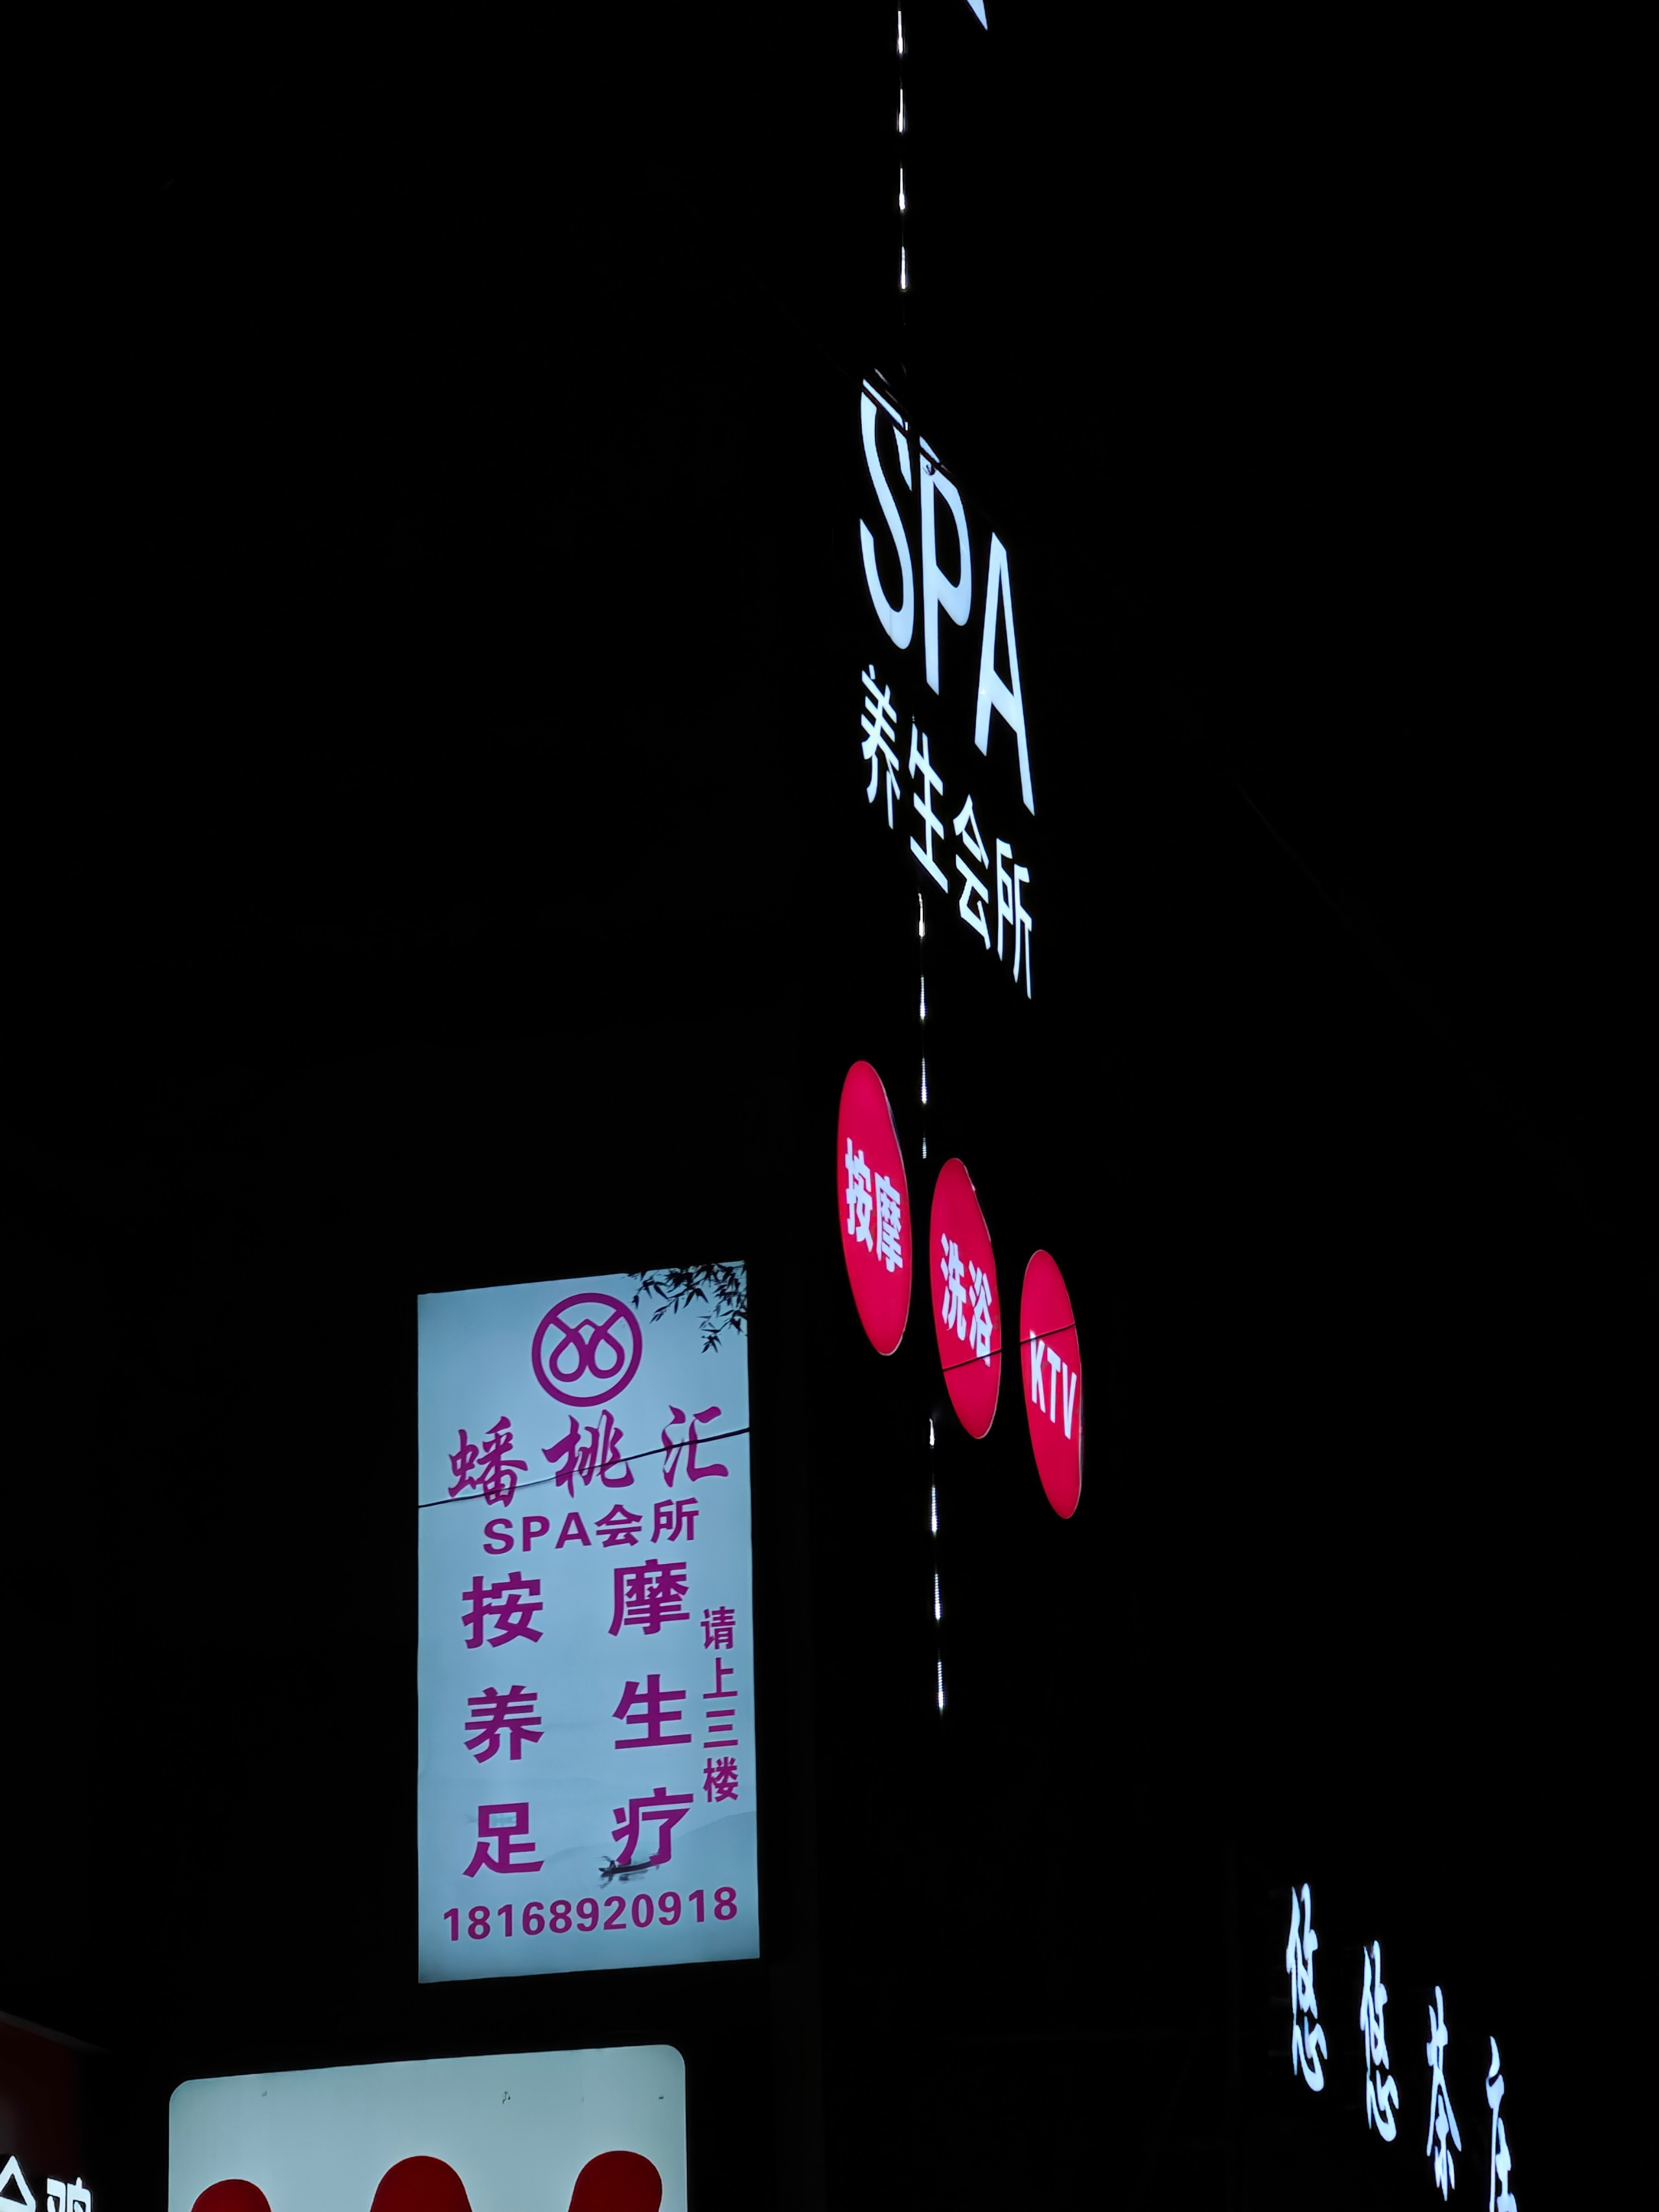 SPA
养生会所
按摩
洗浴
KTV
蟠桃汇
SPA会所
按摩
养生
足疗
请上三楼
18168920918
悠悠茶